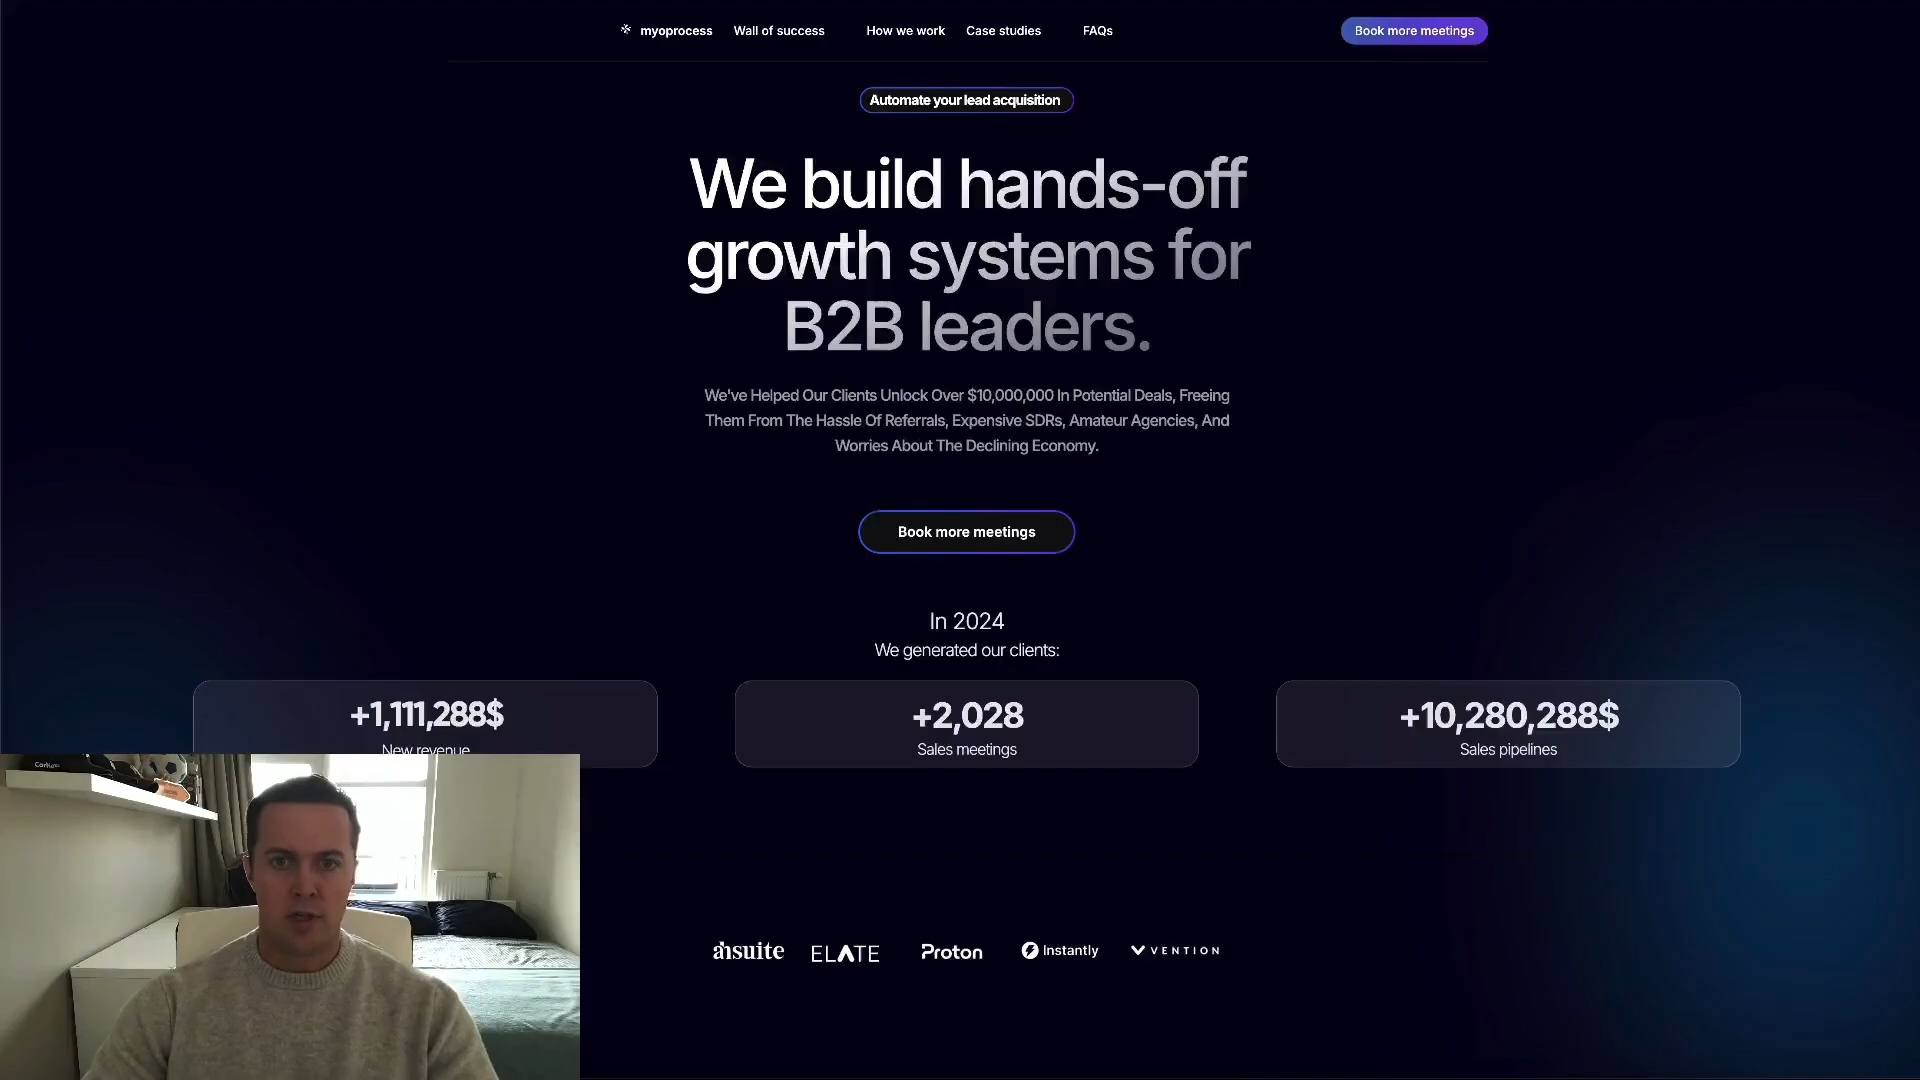 myoprocess Wall of success How we work Case studies FAQs Book more meetings
Automate your lead acquisition
We build hands-off
growth systems for
B2B leaders.
We've Helped Our Clients Unlock Over $10,000,000 In Potential Deals, Freeing
Them From The Hassle Of Referrals, Expensive SDRs, Amateur Agencies, And
Worries About The Declining Economy.
Book more meetings
In 2024
We generated our clients:
+1,111,288$ +2,028 +10,280,288$
New revenue Sales meetings Sales pipelines
ELATE Proton Instantly VENTION